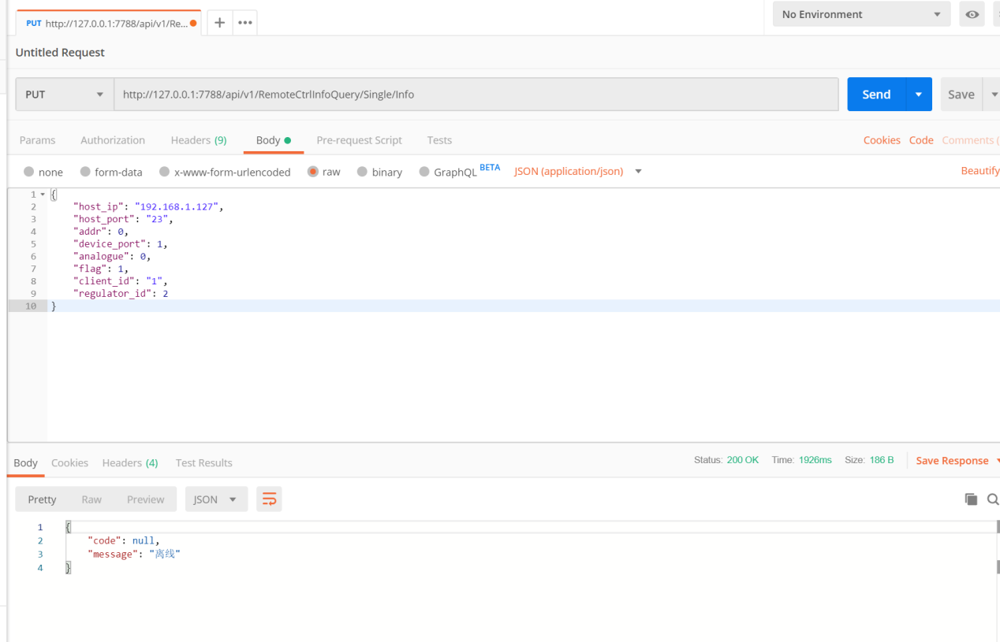 PUT http://127.0.0.1:7788/api/v1/Re... + ••• No Environment
Untitled Request
PUT http://127.0.0.1:7788/api/v1/RemoteCtrlInfoQuery/Single/Info Send Save
Params Authorization Headers (9) Body Pre-request Script Tests Cookies Code Comments (
none form-data x-www-form-urlencoded raw binary GraphQL BETA JSON (application/json) Beautify
1 {
2 "host_ip": "192.168.1.127",
3 "host_port": "23",
4 "addr": 0,
5 "device_port": 1,
6 "analogue": 0,
7 "flag": 1,
8 "client_id": "1",
9 "regulator_id": 2
10 }
Body Cookies Headers (4) Test Results Status: 200 OK Time: 1926ms Size: 186 B Save Response
Pretty Raw Preview JSON
1 {
2 "code": null,
3 "message": "离线"
4 }